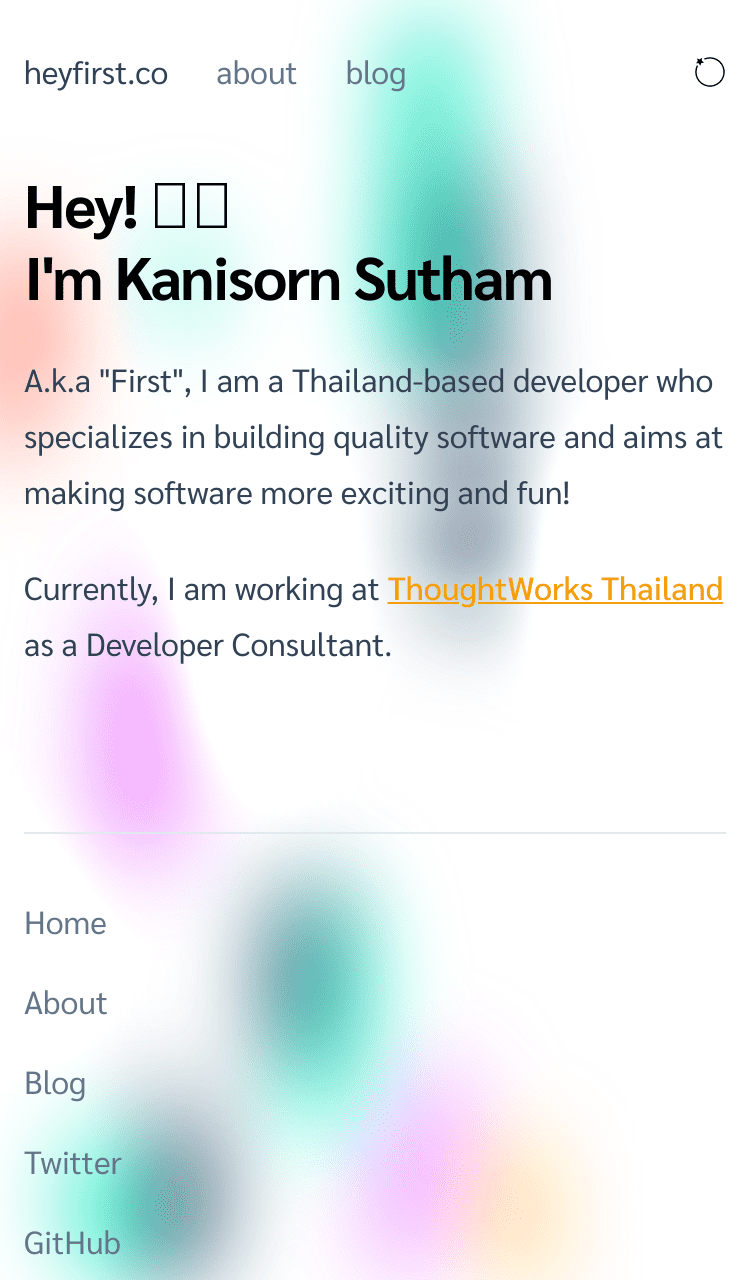 heyfirst.co about blog
Hey!
I'm Kanisorn Sutham
A.k.a "First", I am a Thailand-based developer who
specializes in building quality software and aims at
making software more exciting and fun!
Currently, I am working at ThoughtWorks Thailand
as a Developer Consultant.
Home
About
Blog
Twitter
GitHub